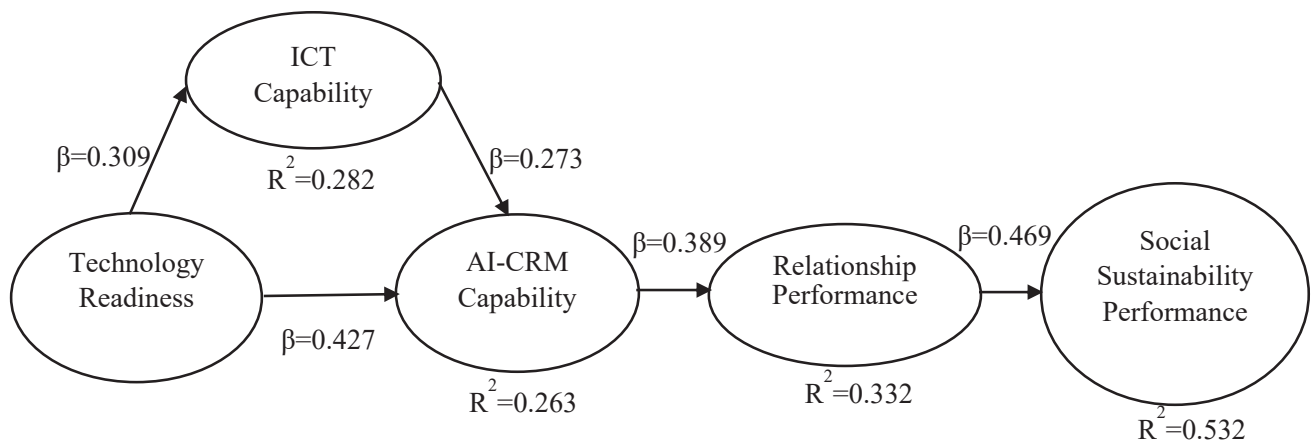 ICT
Capability
β=0.309
R²=0.282
β=0.273
Technology
Readiness
β=0.427
AI-CRM
Capability
R²=0.263
β=0.389
Relationship
Performance
R²=0.332
β=0.469
Social
Sustainability
Performance
R²=0.532